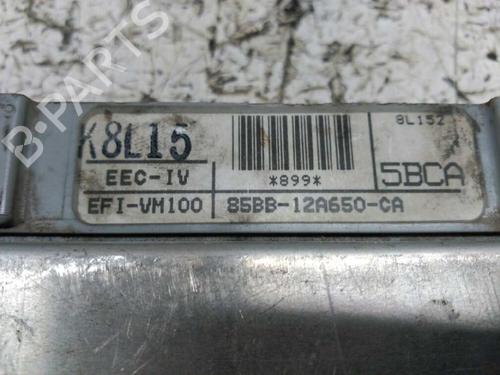 K8L15
8L152
EEC-IV
*899*
5BCA
EFI-VM100
85BB-12A650-CA
B-PARTS